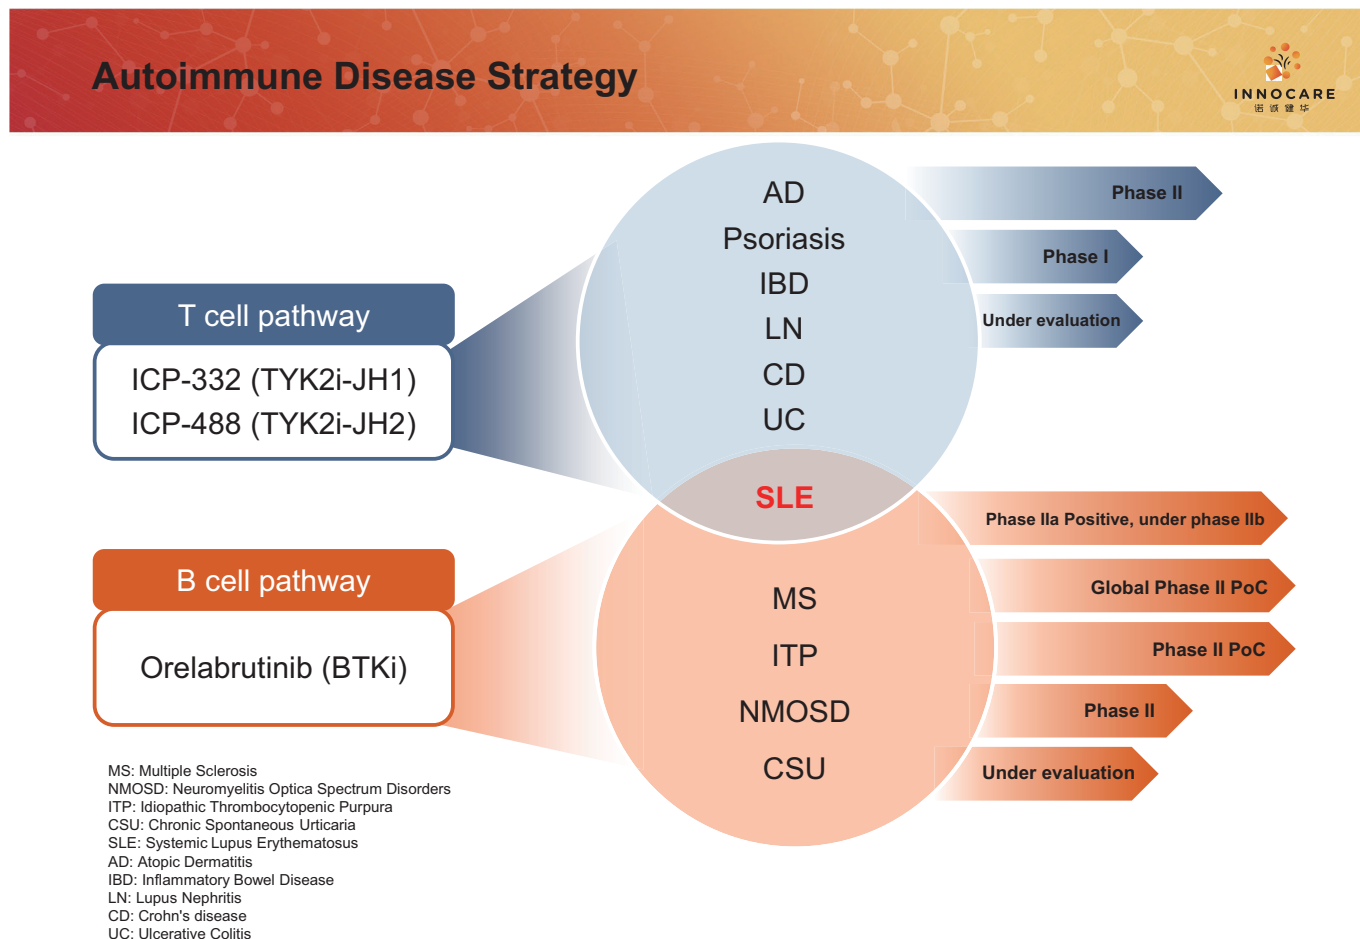 Autoimmune Disease Strategy
INNOCARE
诺诚健华
AD
Psoriasis
IBD
LN
CD
UC
SLE
MS
ITP
NMOSD
CSU
Phase II
Phase I
Under evaluation
Phase IIa Positive, under phase IIb
Global Phase II PoC
Phase II PoC
Phase II
Under evaluation
T cell pathway
ICP-332 (TYK2i-JH1)
ICP-488 (TYK2i-JH2)
B cell pathway
Orelabrutinib (BTKi)
MS: Multiple Sclerosis
NMOSD: Neuromyelitis Optica Spectrum Disorders
ITP: Idiopathic Thrombocytopenic Purpura
CSU: Chronic Spontaneous Urticaria
SLE: Systemic Lupus Erythematosus
AD: Atopic Dermatitis
IBD: Inflammatory Bowel Disease
LN: Lupus Nephritis
CD: Crohn's disease
UC: Ulcerative Colitis